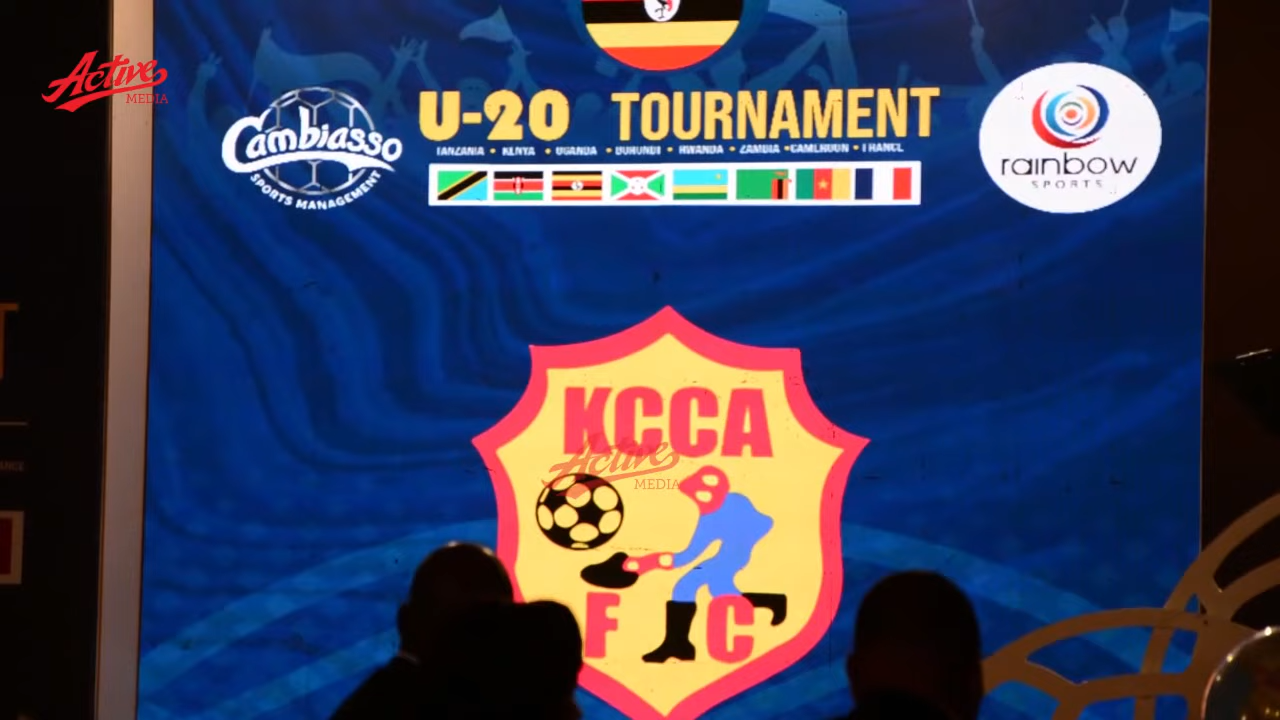 Active
MEDIA
Cambiasso
SPORTS MANAGEMENT
U-20 TOURNAMENT
TANZANIA • KENYA • UGANDA • BURUNDI • RWANDA • ZAMBIA • CAMEROUN • FRANCE
rainbow
SPORTS
KCCA
Active
MEDIA
F C